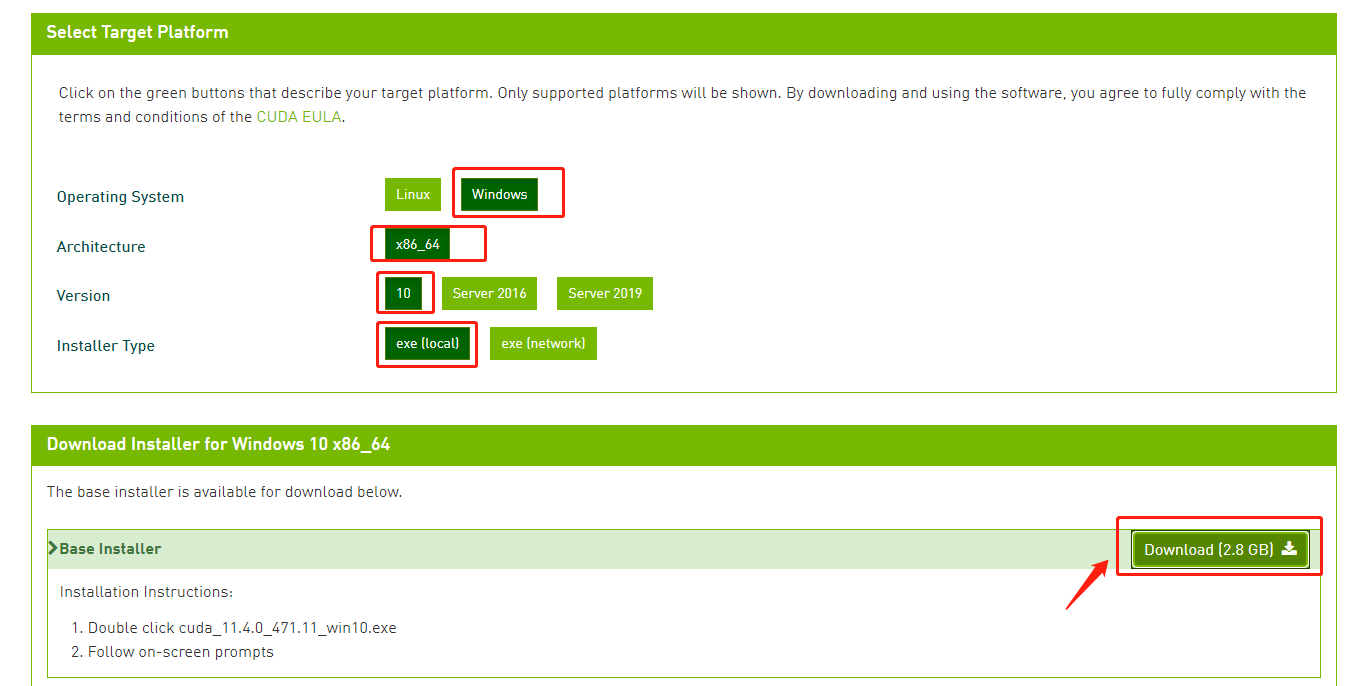 Select Target Platform
Click on the green buttons that describe your target platform. Only supported platforms will be shown. By downloading and using the software, you agree to fully comply with the
terms and conditions of the CUDA EULA.
Operating System
Linux
Windows
Architecture
x86_64
Version
10
Server 2016
Server 2019
Installer Type
exe (local)
exe (network)
Download Installer for Windows 10 x86_64
The base installer is available for download below.
Base Installer
Download (2.8 GB)
Installation Instructions:
1. Double click cuda_11.4.0_471.11_win10.exe
2. Follow on-screen prompts